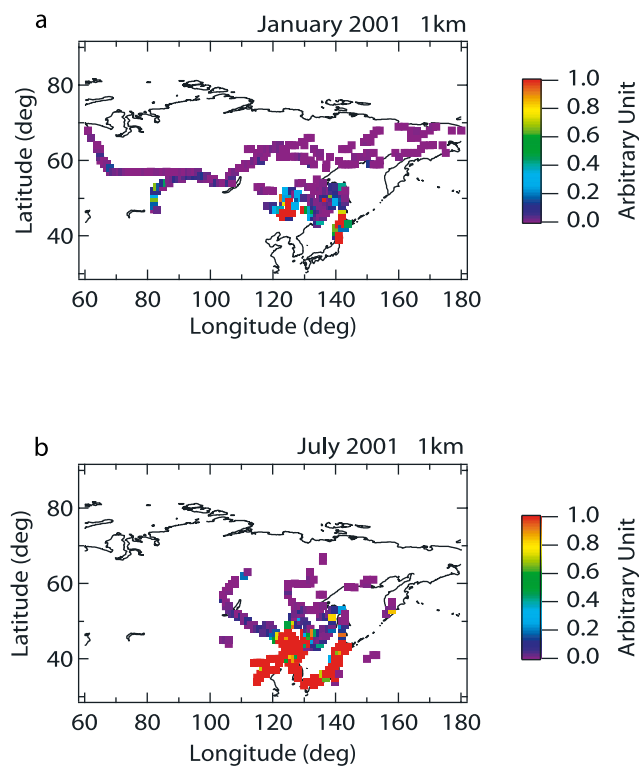 a
January 2001 1km
80
60
40
Latitude (deg)
60 80 100 120 140 160 180
Longitude (deg)
1.0
0.8
0.6
0.4
0.2
0.0
Arbitrary Unit
b
July 2001 1km
80
60
40
Latitude (deg)
60 80 100 120 140 160 180
Longitude (deg)
1.0
0.8
0.6
0.4
0.2
0.0
Arbitrary Unit